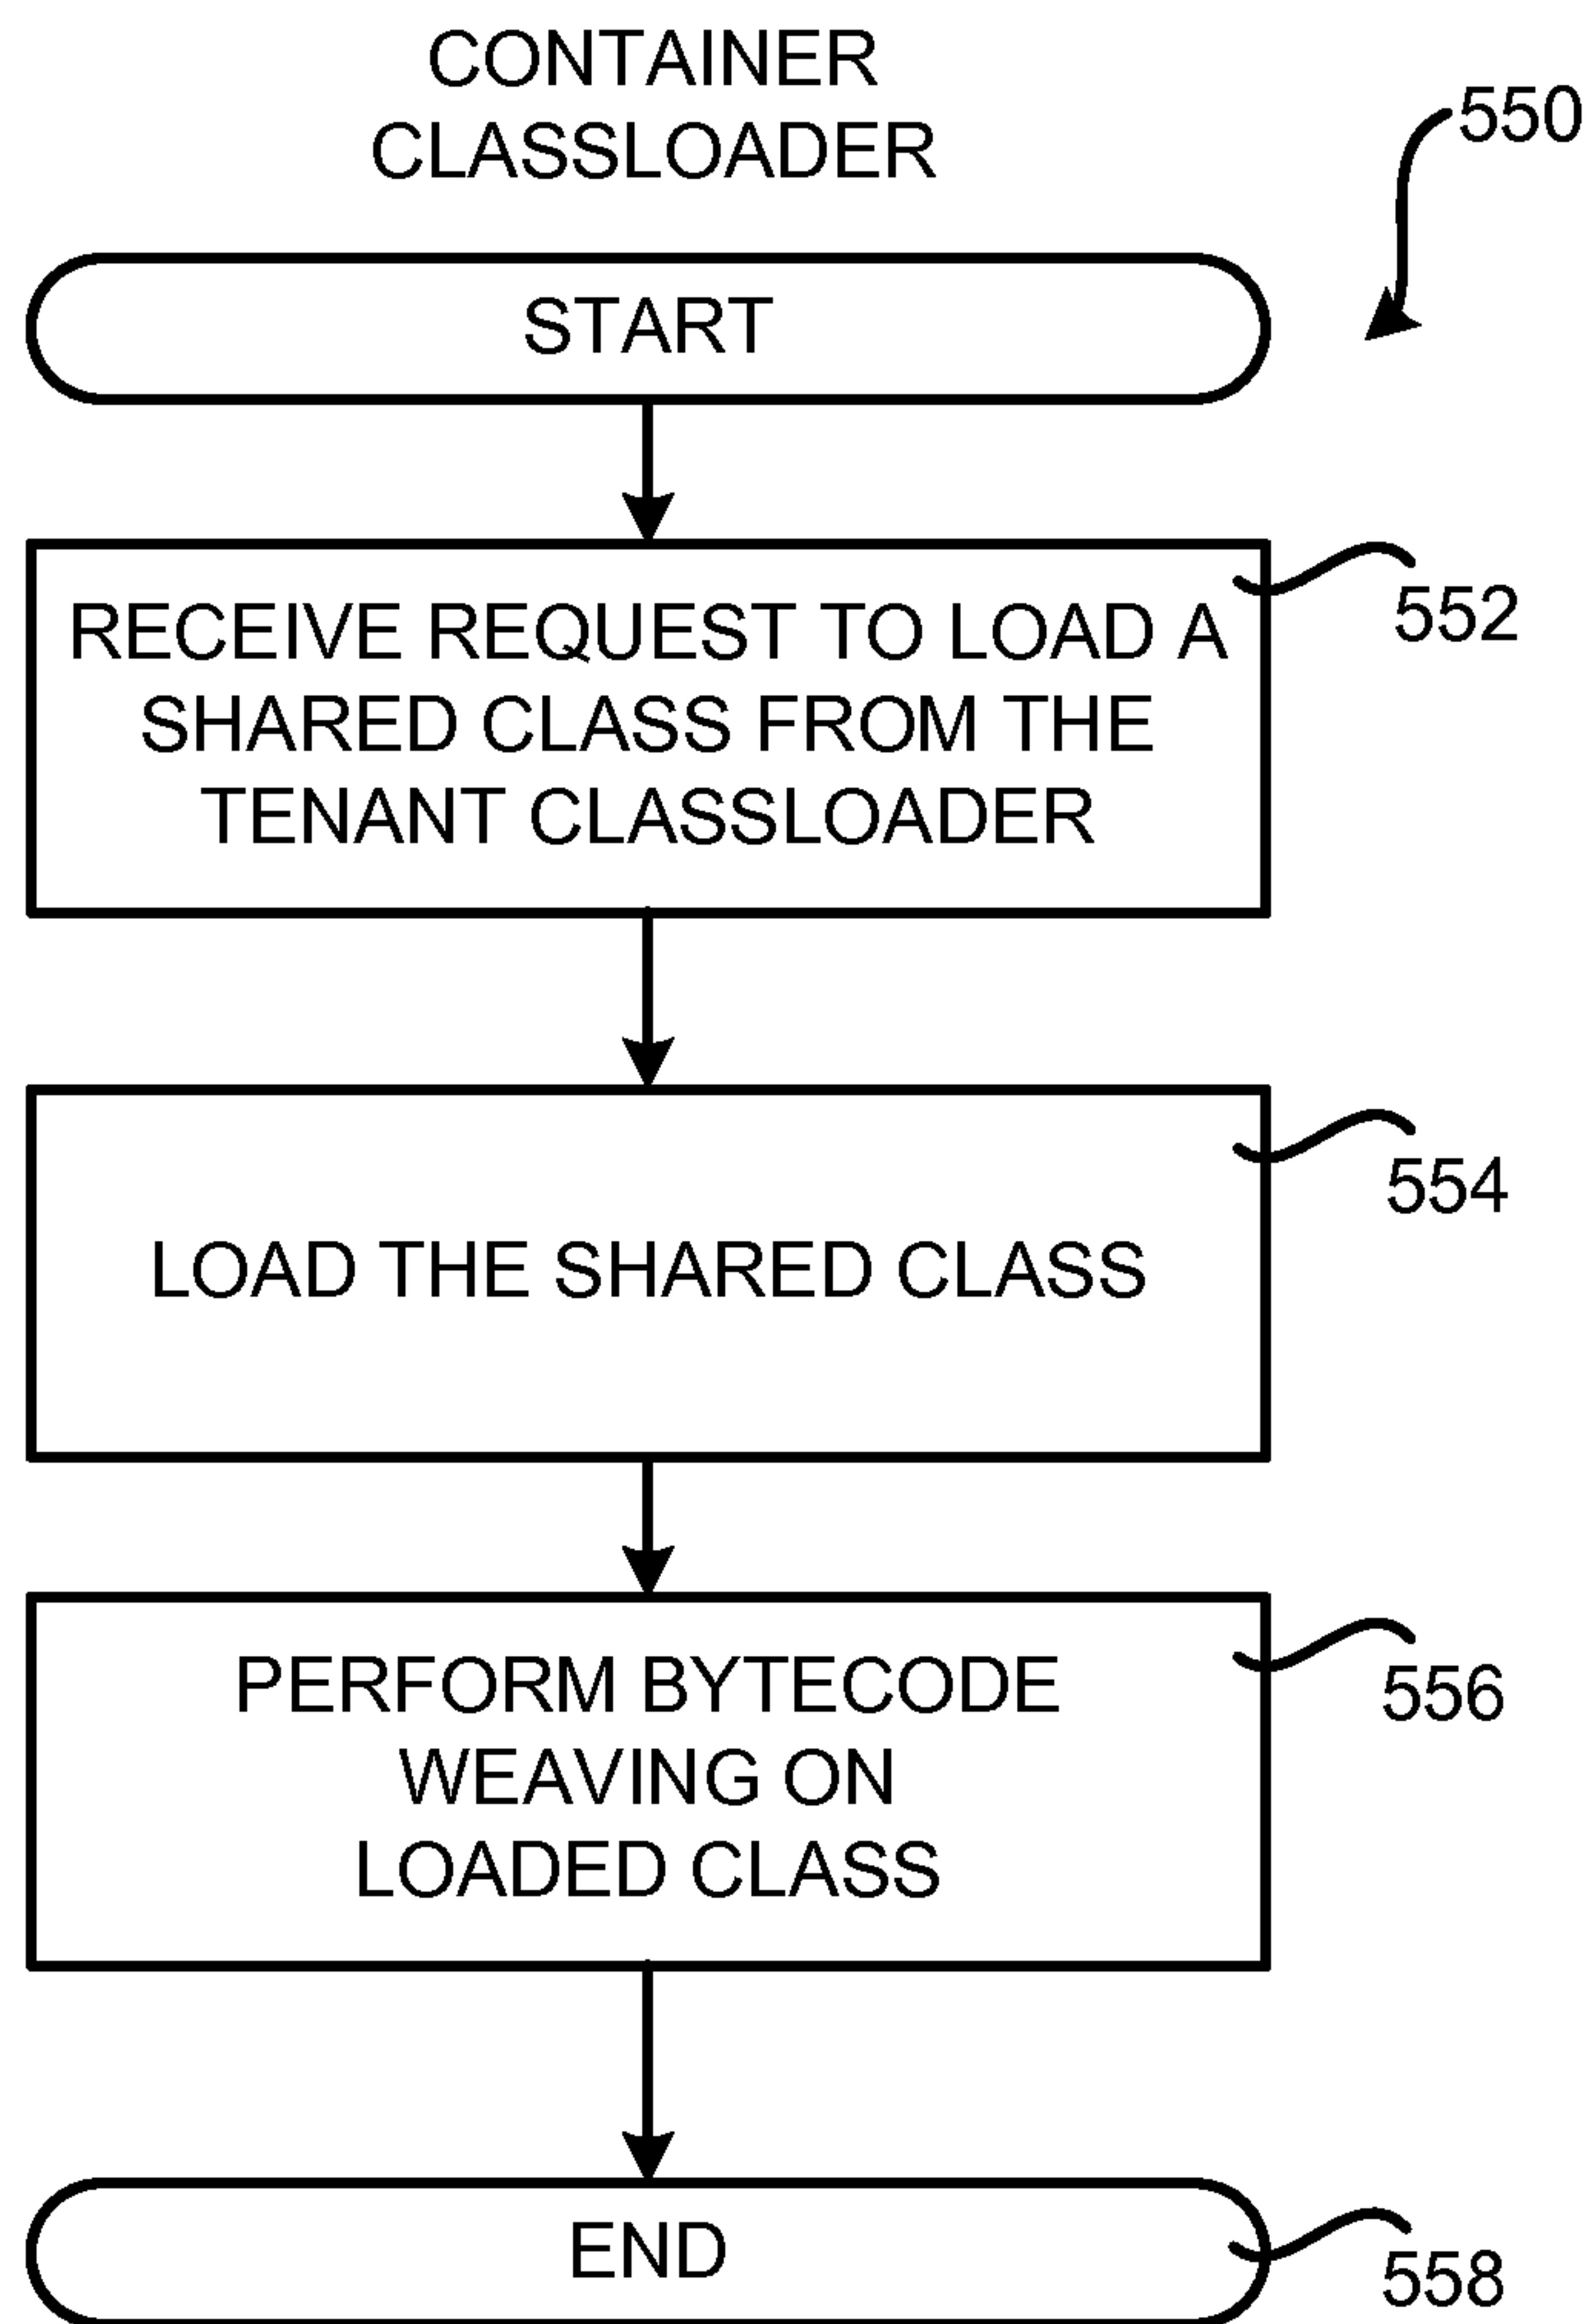 CONTAINER
CLASSLOADER
550
START
RECEIVE REQUEST TO LOAD A
SHARED CLASS FROM THE
TENANT CLASSLOADER
552
LOAD THE SHARED CLASS
554
PERFORM BYTECODE
WEAVING ON
LOADED CLASS
556
END
558